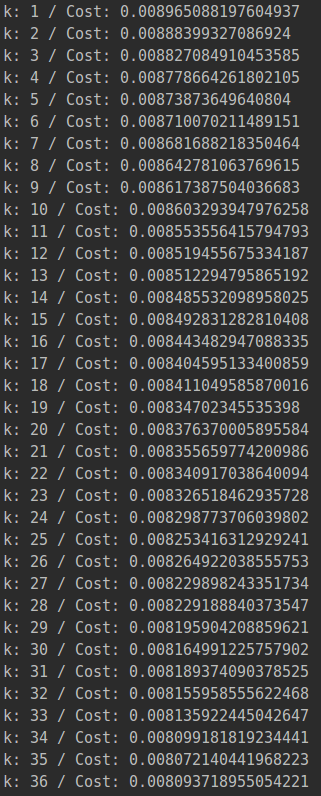 k: 1 / Cost: 0.008965088197604937
k: 2 / Cost: 0.00888399327086924
k: 3 / Cost: 0.008827084910453585
k: 4 / Cost: 0.008778664261802105
k: 5 / Cost: 0.00873873649640804
k: 6 / Cost: 0.008710070211489151
k: 7 / Cost: 0.008681688218350464
k: 8 / Cost: 0.008642781063769615
k: 9 / Cost: 0.008617387504036683
k: 10 / Cost: 0.008603293947976258
k: 11 / Cost: 0.008553556415794793
k: 12 / Cost: 0.008519455675334187
k: 13 / Cost: 0.008512294795865192
k: 14 / Cost: 0.008485532098958025
k: 15 / Cost: 0.008492831282810408
k: 16 / Cost: 0.008443482947088335
k: 17 / Cost: 0.008404595133400859
k: 18 / Cost: 0.008411049585870016
k: 19 / Cost: 0.00834702345535398
k: 20 / Cost: 0.008376370005895584
k: 21 / Cost: 0.008355659774200986
k: 22 / Cost: 0.008340917038640094
k: 23 / Cost: 0.008326518462935728
k: 24 / Cost: 0.008298773706039802
k: 25 / Cost: 0.008253416312929241
k: 26 / Cost: 0.008264922038555753
k: 27 / Cost: 0.008229898243351734
k: 28 / Cost: 0.008229188840373547
k: 29 / Cost: 0.008195904208859621
k: 30 / Cost: 0.008164991225757902
k: 31 / Cost: 0.008189374090378525
k: 32 / Cost: 0.008155958555622468
k: 33 / Cost: 0.008135922445042647
k: 34 / Cost: 0.008099181819234441
k: 35 / Cost: 0.008072140441968223
k: 36 / Cost: 0.008093718955054221